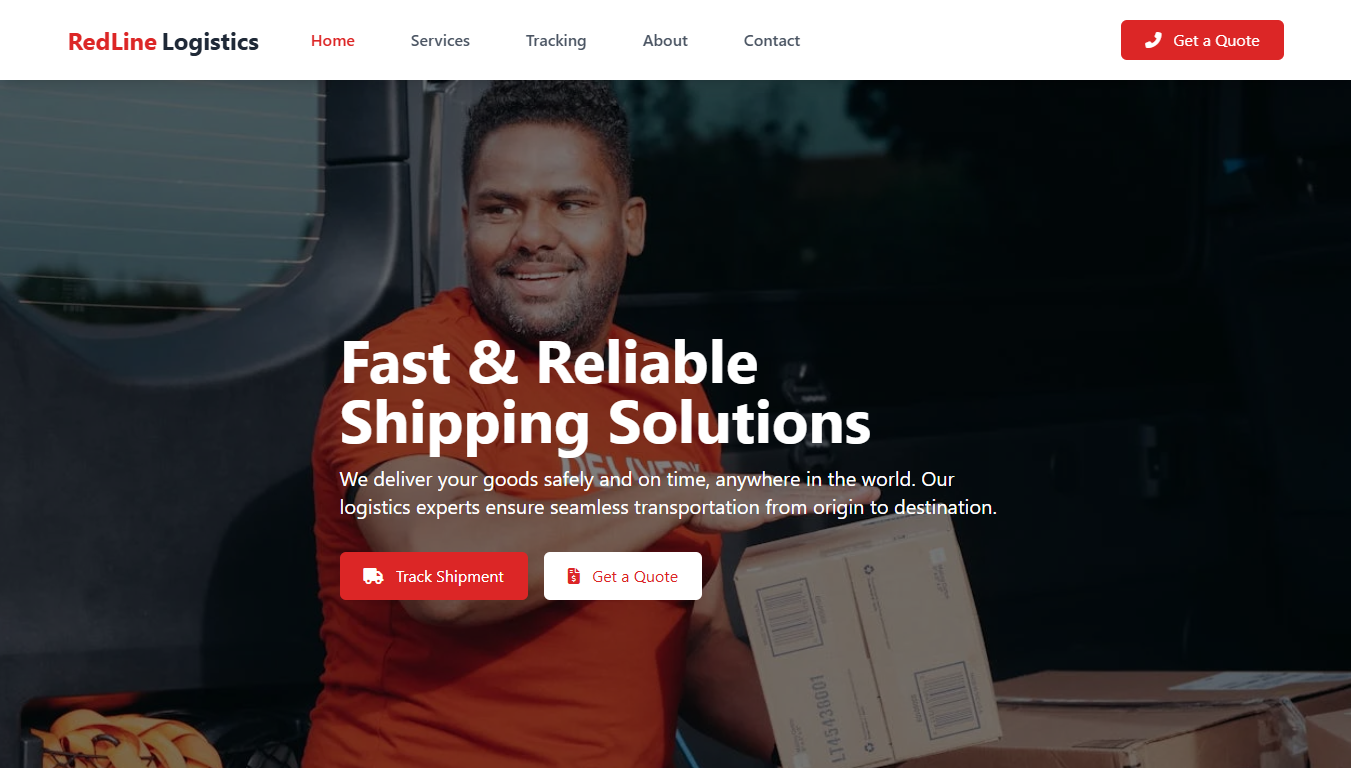 RedLine Logistics
Home
Services
Tracking
About
Contact
Get a Quote
Fast & Reliable
Shipping Solutions
DELIVERY
We deliver your goods safely and on time, anywhere in the world. Our
logistics experts ensure seamless transportation from origin to destination.
Track Shipment
Get a Quote
LT45438001